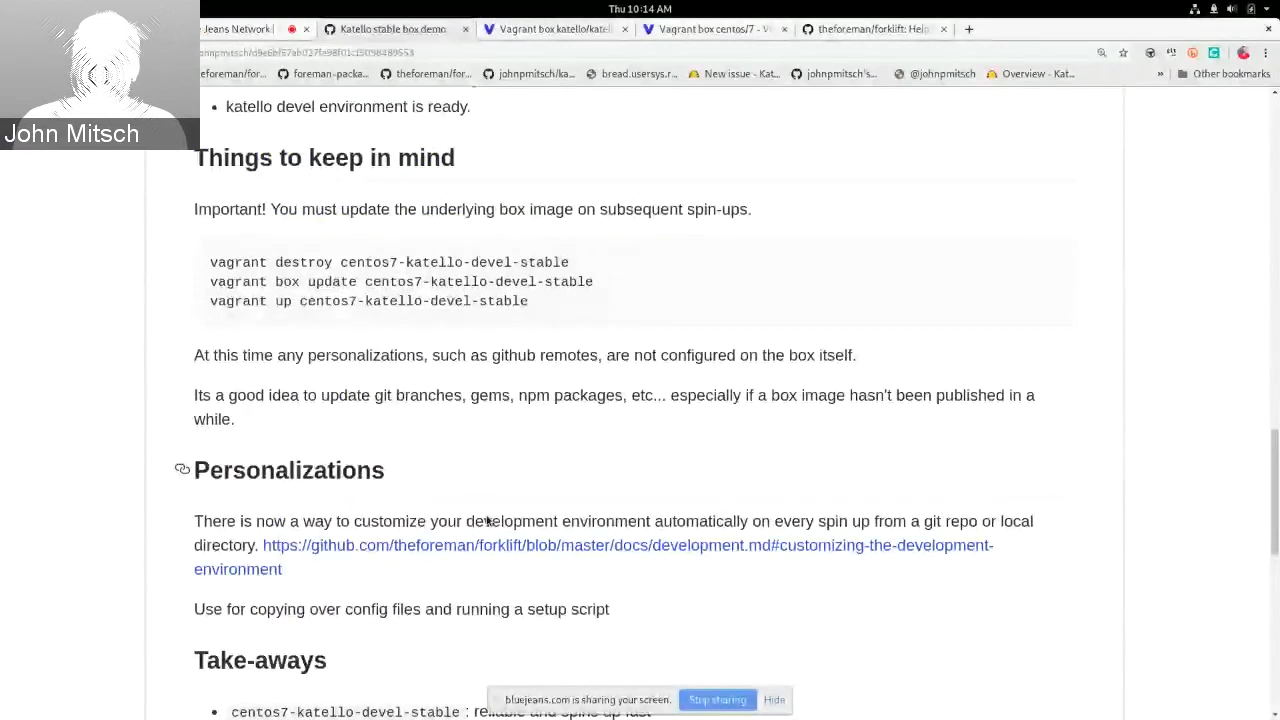 Thu 10:14 AM
Jeans Network
Katello stable box demo
Vagrant box katello/katel
Vagrant box centos/7 - V
theforeman/forklift: Help
eforeman/for...
foreman-packa...
theforeman/for...
johnpmitsch/ka...
bread.usersys.r...
New issue - Kat...
johnpmitsch's...
@johnpmitsch
Overview - Kat...
»
Other bookmarks
John Mitsch
• katello devel environment is ready.
Things to keep in mind
Important! You must update the underlying box image on subsequent spin-ups.
vagrant destroy centos7-katello-devel-stable
vagrant box update centos7-katello-devel-stable
vagrant up centos7-katello-devel-stable
At this time any personalizations, such as github remotes, are not configured on the box itself.
Its a good idea to update git branches, gems, npm packages, etc... especially if a box image hasn't been published in a
while.
Personalizations
There is now a way to customize your development environment automatically on every spin up from a git repo or local
directory. https://github.com/theforeman/forklift/blob/master/docs/development.md#customizing-the-development-
environment
Use for copying over config files and running a setup script
Take-aways
• centos7-katello-devel-stable : reliable and spins up fast
bluejeans.com is sharing your screen.
Stop sharing
Hide